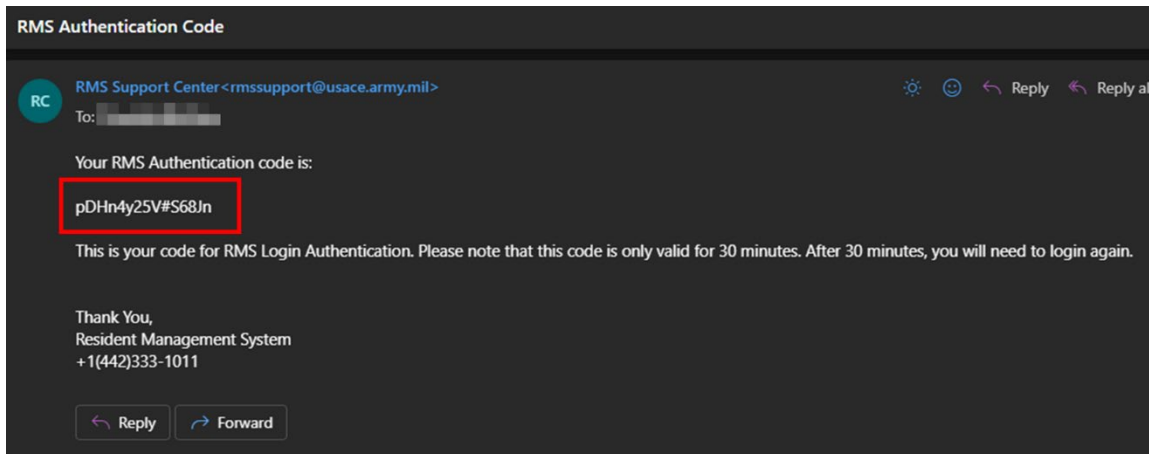 RMS Authentication Code
RC
RMS Support Center<rmssupport@usace.army.mil>
Reply
Reply al
To:
Your RMS Authentication code is:
pDHn4y25V#S68Jn
This is your code for RMS Login Authentication. Please note that this code is only valid for 30 minutes. After 30 minutes, you will need to login again.
Thank You,
Resident Management System
+1(442)333-1011
Reply
Forward